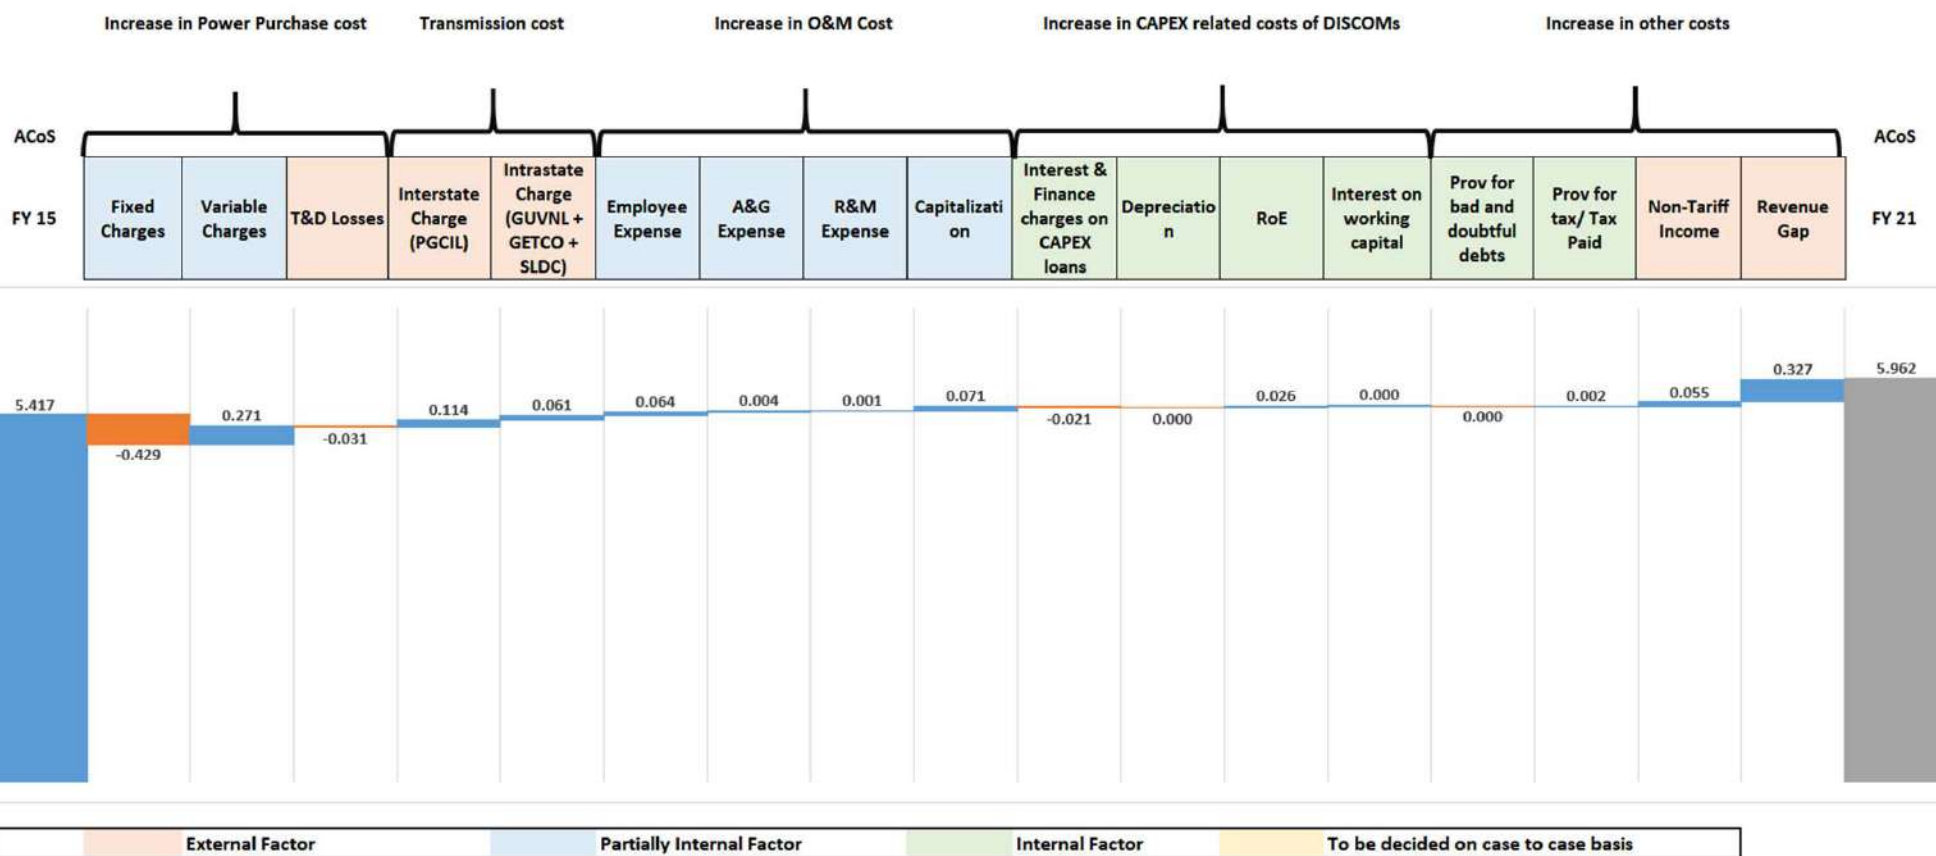 Increase in Power Purchase cost
Transmission cost
Increase in O&M Cost
Increase in CAPEX related costs of DISCOMs
Increase in other costs
ACoS
FY 15
Fixed
Charges
Variable
Charges
T&D Losses
Interstate
Charge
(PGCIL)
Intrastate
Charge
(GUVNL +
GETCO +
SLDC)
Employee
Expense
A&G
Expense
R&M
Expense
Capitalizati
on
Interest &
Finance
charges on
CAPEX
loans
Depreciatio
n
RoE
Interest on
working
capital
Prov for
bad and
doubtful
debts
Prov for
tax/ Tax
Paid
Non-Tariff
Income
Revenue
Gap
ACoS
FY 21
5.417
-0.429
0.271
-0.031
0.114
0.061
0.064
0.004
0.001
0.071
-0.021
0.000
0.026
0.000
0.000
0.002
0.055
0.327
5.962
External Factor
Partially Internal Factor
Internal Factor
To be decided on case to case basis